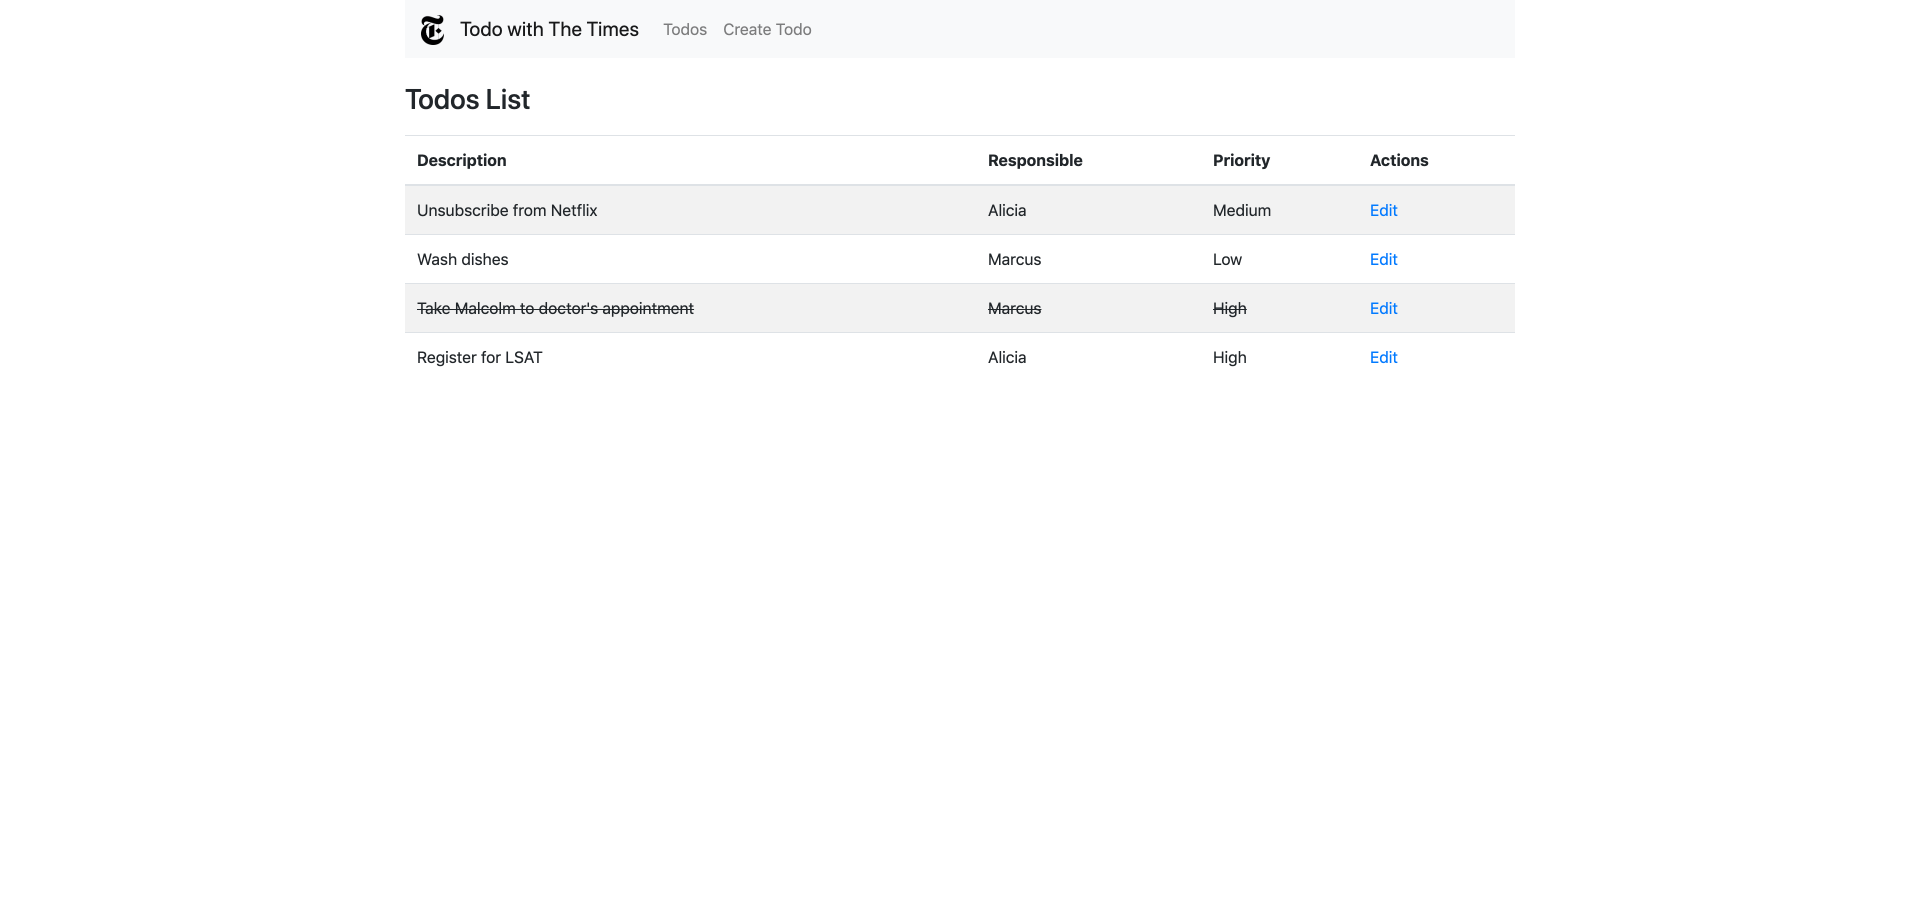 Todo with The Times Todos Create Todo
Todos List
Description Responsible Priority Actions
Unsubscribe from Netflix Alicia Medium Edit
Wash dishes Marcus Low Edit
Take Malcolm to doctor's appointment Marcus High Edit
Register for LSAT Alicia High Edit